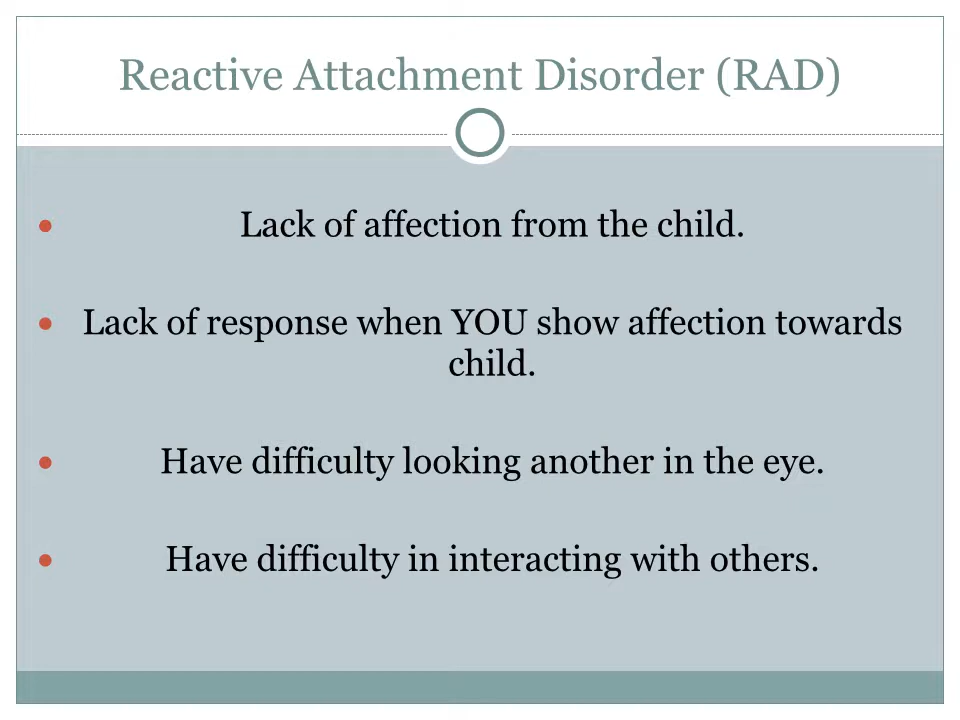 Reactive Attachment Disorder (RAD)
Lack of affection from the child.
Lack of response when YOU show affection towards
child.
Have difficulty looking another in the eye.
Have difficulty in interacting with others.